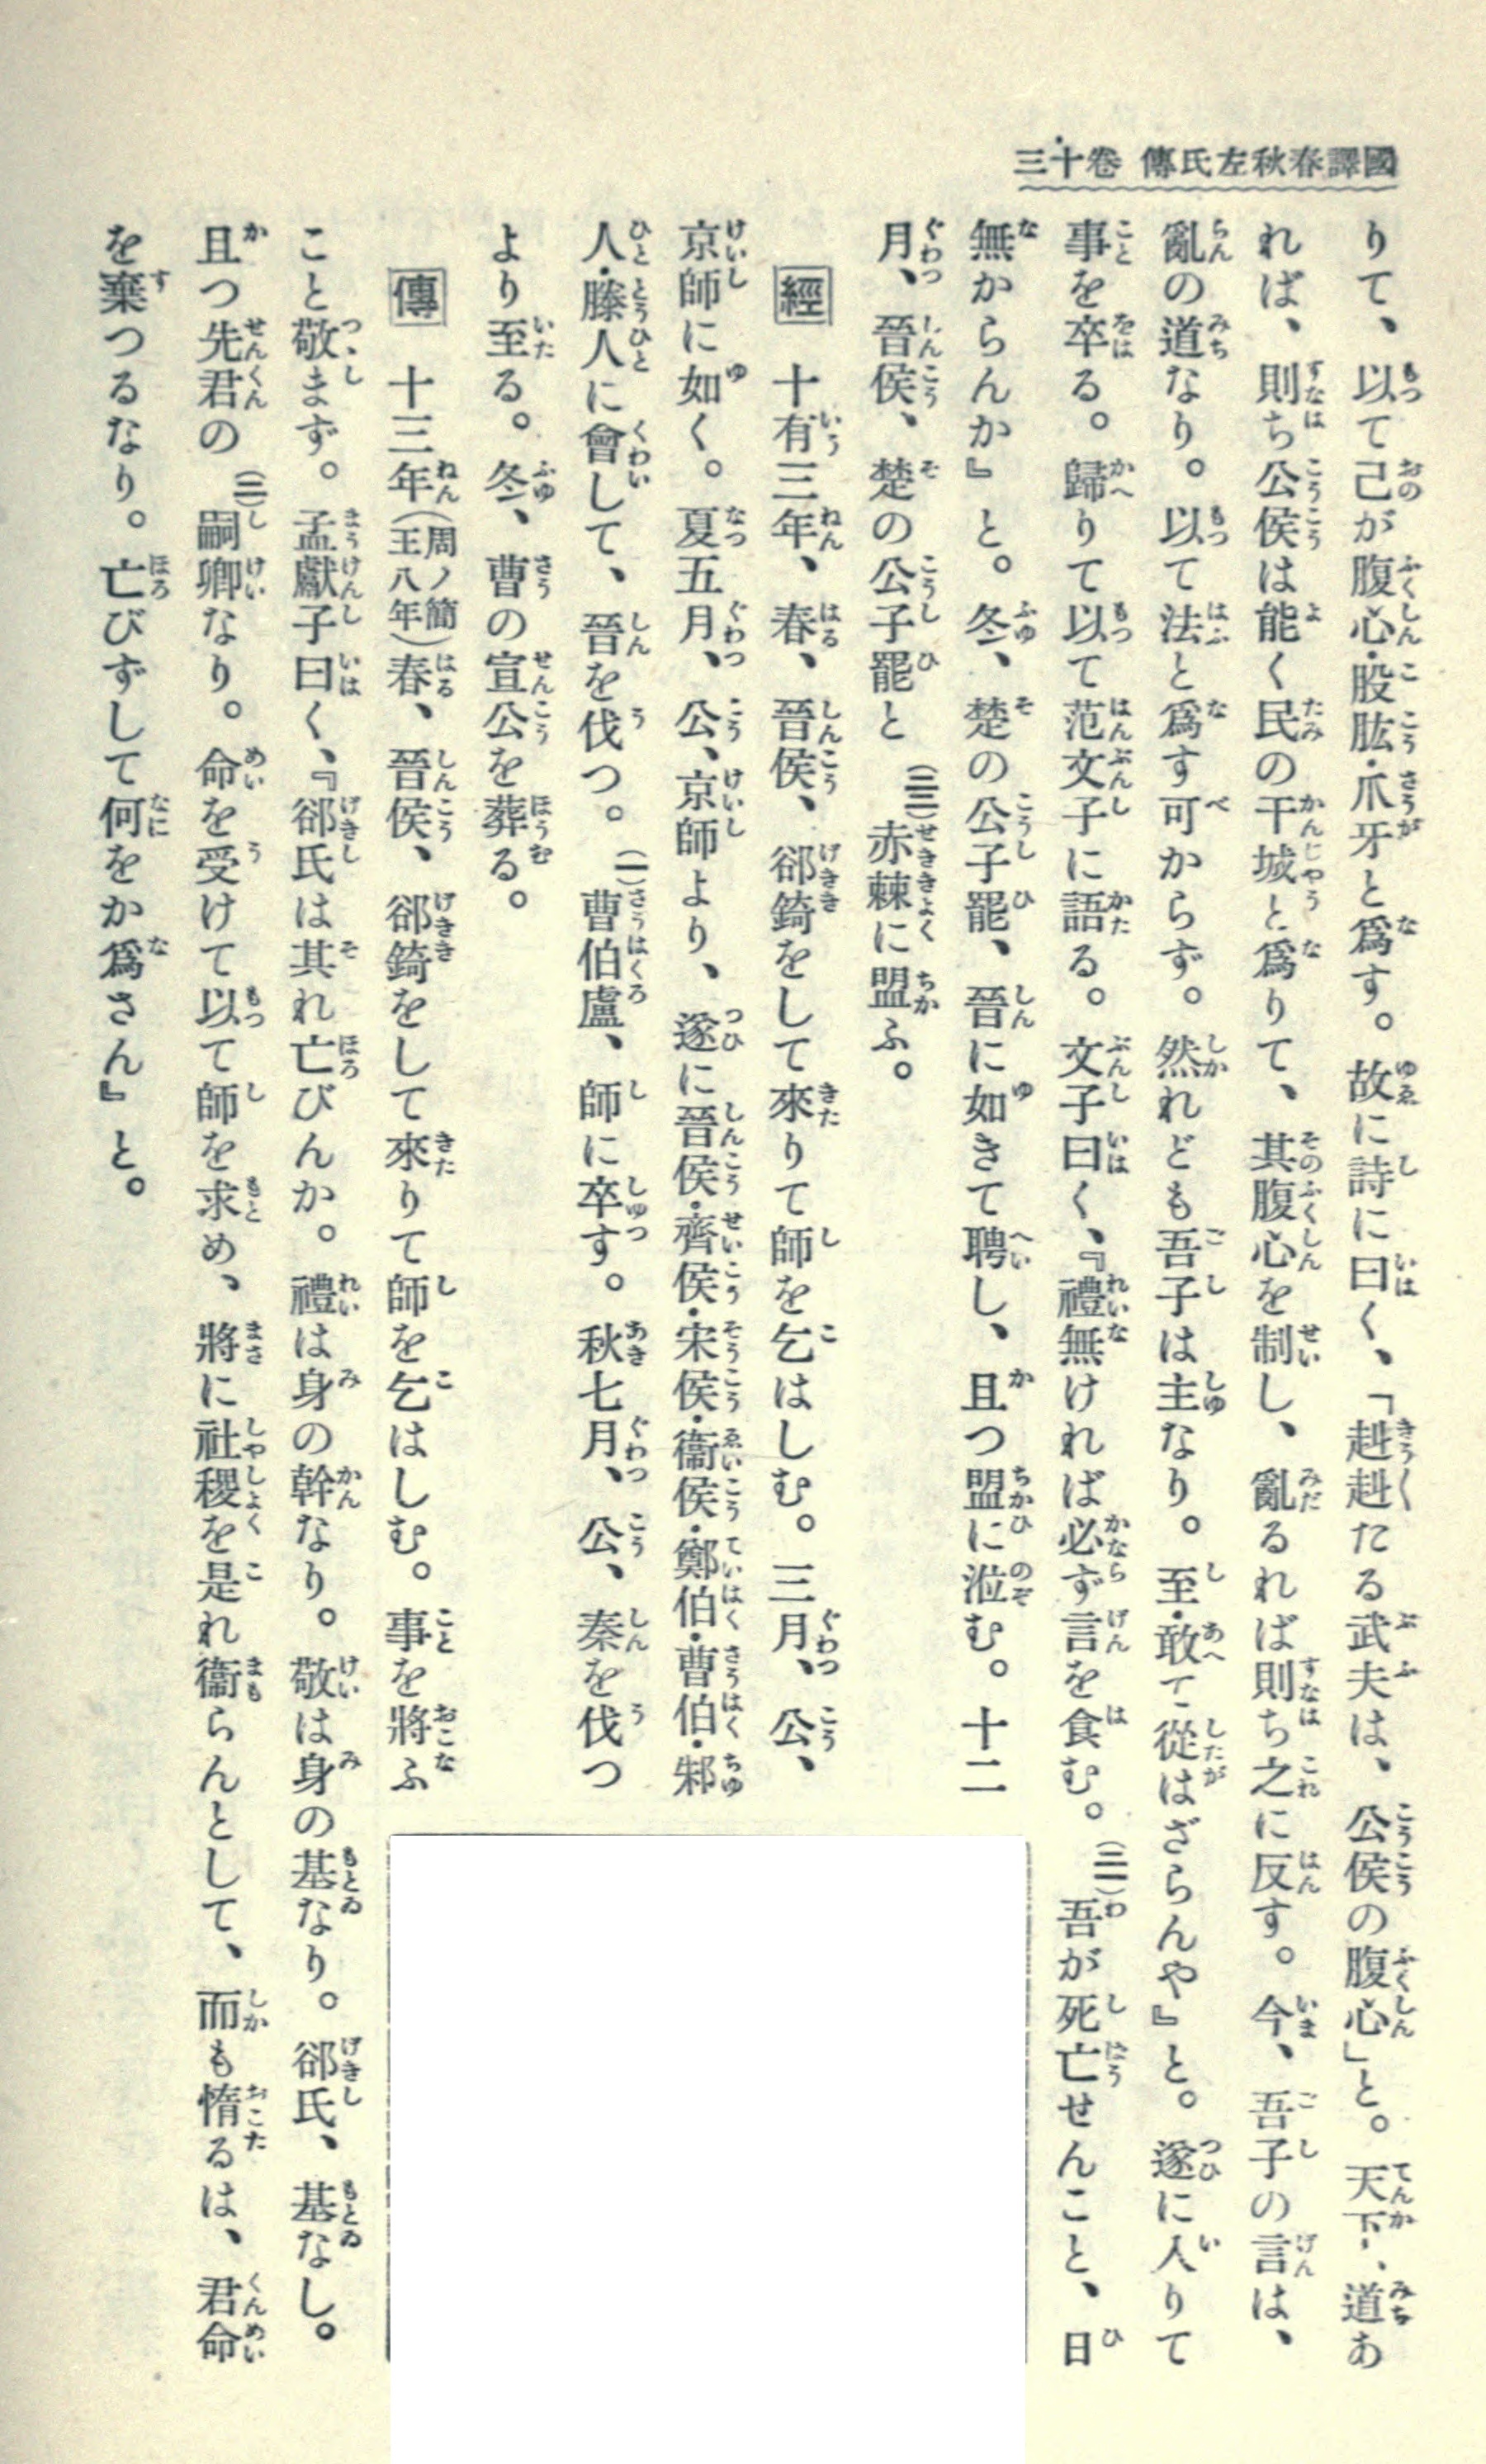 國譯春秋左氏傳 卷十三
りて、以て己が腹心・股肱・爪牙と爲す。故に詩に曰く、「赳赳たる武夫は、公侯の腹心」と。天下、道あ
れば、則ち公侯は能く民の干城と爲りて、其腹心を制し、亂るれば則ち之に反す。今、吾子の言は、
亂の道なり。以て法と爲す可からず。然れども吾子は主なり。至・敢て從はざらんや』と。遂に入りて
事を卒る。歸りて以て范文子に語る。文子曰く、『禮無ければ必ず言を食む。(三一)吾が死亡せんこと、日
無からんか』と。冬、楚の公子罷、晉に如きて聘し、且つ盟に涖む。十二
月、晉侯、楚の公子罷と(三二)赤棘に盟ふ。
經 十有三年、春、晉侯、郤錡をして來りて師を乞はしむ。三月、公、
京師に如く。夏五月、公、京師より、遂に晉侯・齊侯・宋侯・衞侯・鄭伯・曹伯・邾
人・滕人に會して、晉を伐つ。(一)曹伯盧、師に卒す。秋七月、公、秦を伐つ
より至る。冬、曹の宣公を葬る。
傳 十三年(周ノ簡王八年)春、晉侯、郤錡をして來りて師を乞はしむ。事を將ふ
こと敬まず。孟獻子曰く、『郤氏は其れ亡びんか。禮は身の幹なり。敬は身の基なり。郤氏、基なし。
且つ先君の(二)嗣卿なり。命を受けて以て師を求め、將に社稷を是れ衞らんとして、而も惰るは、君命
を棄つるなり。亡びずして何をか爲さん』と。